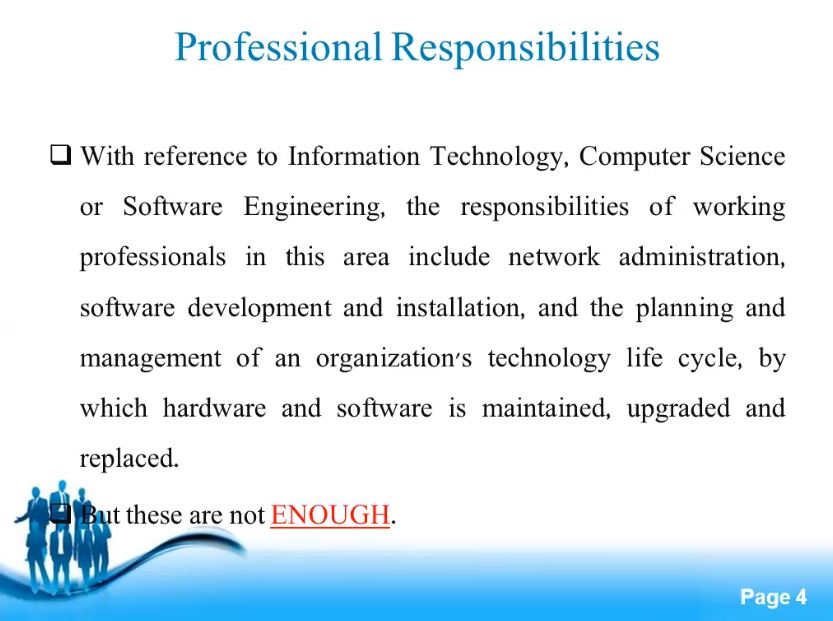 Professional Responsibilities
❑ With reference to Information Technology, Computer Science
or Software Engineering, the responsibilities of working
professionals in this area include network administration,
software development and installation, and the planning and
management of an organization's technology life cycle, by
which hardware and software is maintained, upgraded and
replaced.
❑ But these are not ENOUGH.
Page 4